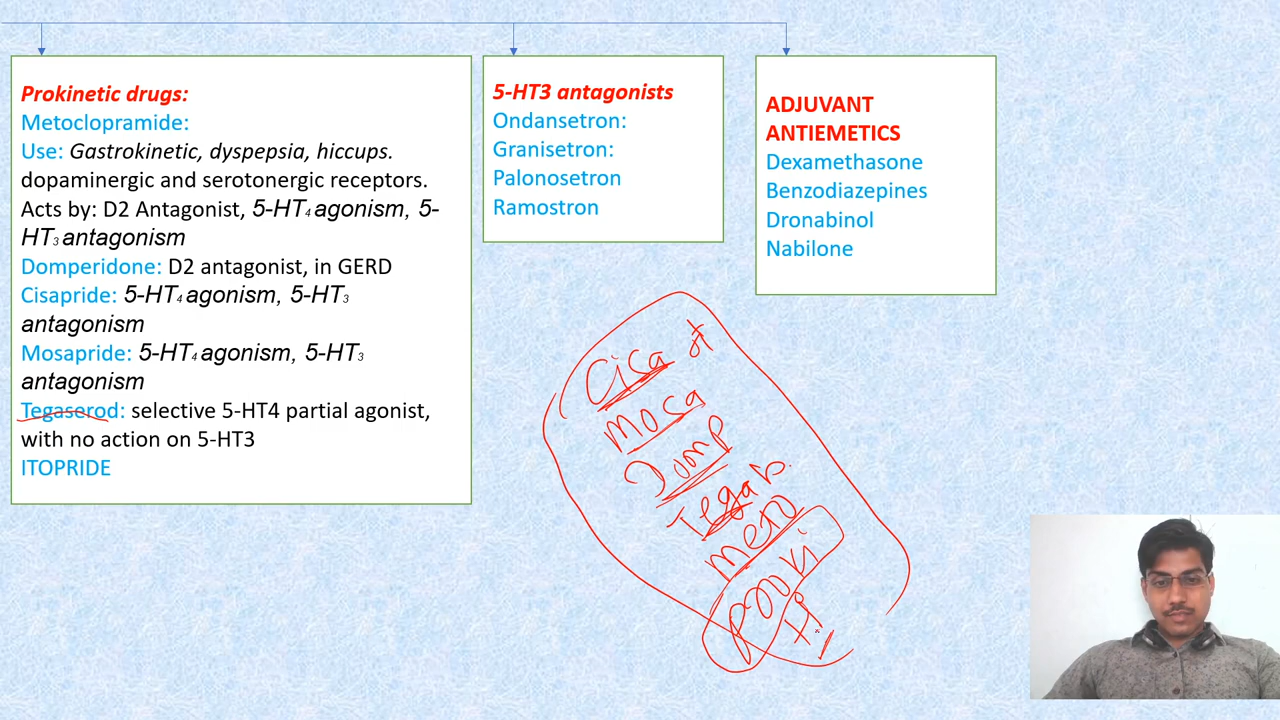 Prokinetic drugs:
Metoclopramide:
Use: Gastrokinetic, dyspepsia, hiccups.
dopaminergic and serotonergic receptors.
Acts by: D2 Antagonist, 5-HT₄ agonism, 5-
HT₃ antagonism
Domperidone: D2 antagonist, in GERD
Cisapride: 5-HT₄ agonism, 5-HT₃
antagonism
Mosapride: 5-HT₄ agonism, 5-HT₃
antagonism
Tegaserod: selective 5-HT4 partial agonist,
with no action on 5-HT3
ITOPRIDE
5-HT3 antagonists
Ondansetron:
Granisetron:
Palonosetron
Ramostron
ADJUVANT
ANTIEMETICS
Dexamethasone
Benzodiazepines
Dronabinol
Nabilone
Cisa
Mosa
Domp
Tega
Meto